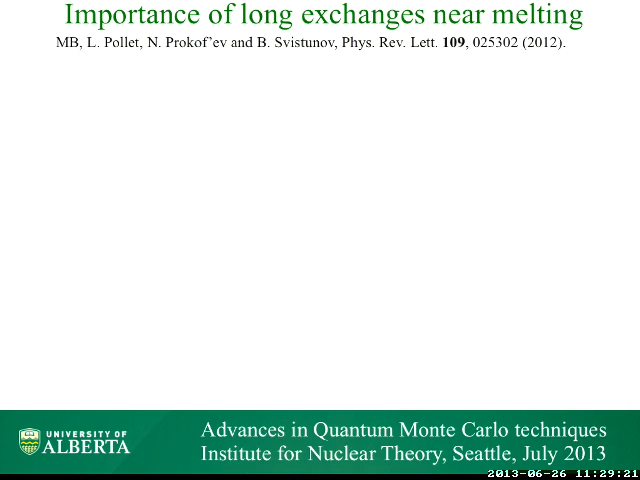 Importance of long exchanges near melting
MB, L. Pollet, N. Prokof'ev and B. Svistunov, Phys. Rev. Lett. 109, 025302 (2012).
UNIVERSITY OF
ALBERTA
Advances in Quantum Monte Carlo techniques
Institute for Nuclear Theory, Seattle, July 2013
2013-06-26 11:29:21